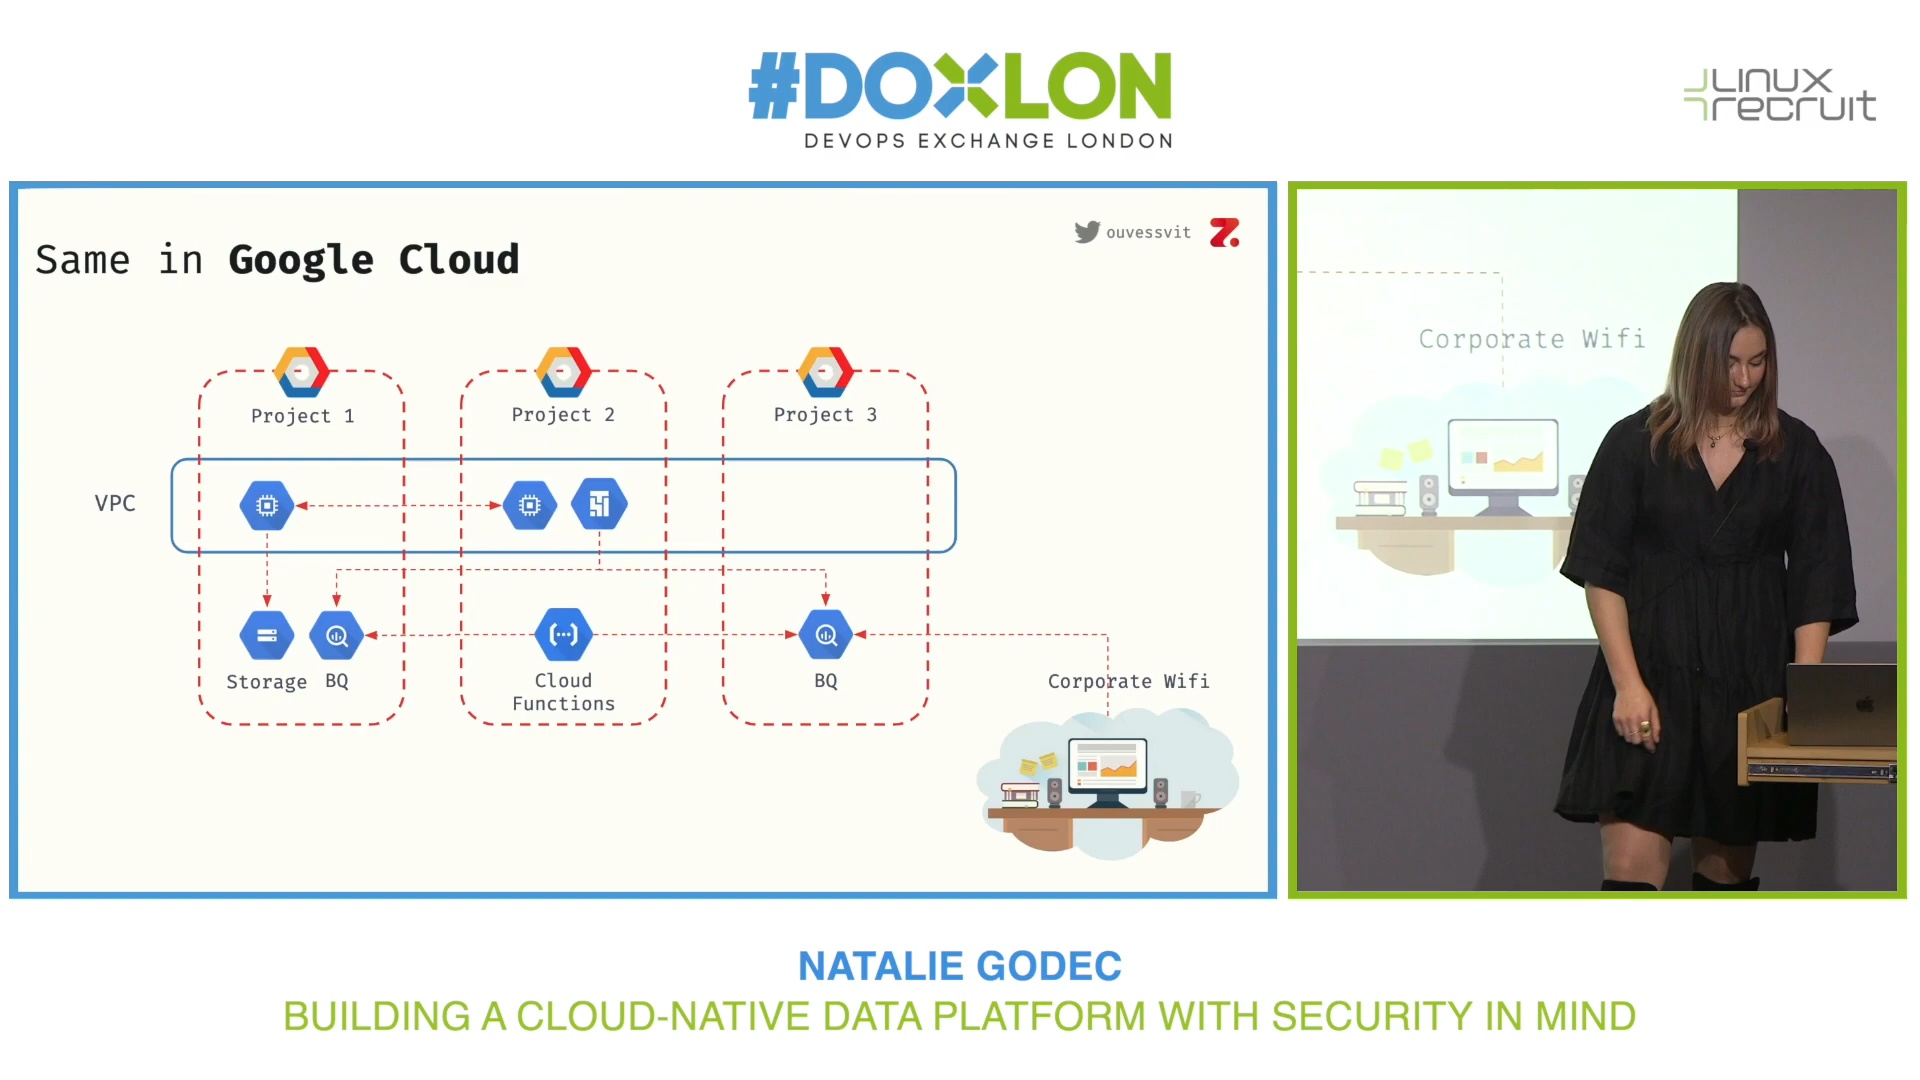 #DOXLON
DEVOPS EXCHANGE LONDON
LINUX
recruit
ouvessvit
Same in Google Cloud
Project 1
Project 2
Project 3
VPC
Storage
BQ
Cloud
Functions
BQ
Corporate Wifi
Corporate Wifi
NATALIE GODEC
BUILDING A CLOUD-NATIVE DATA PLATFORM WITH SECURITY IN MIND